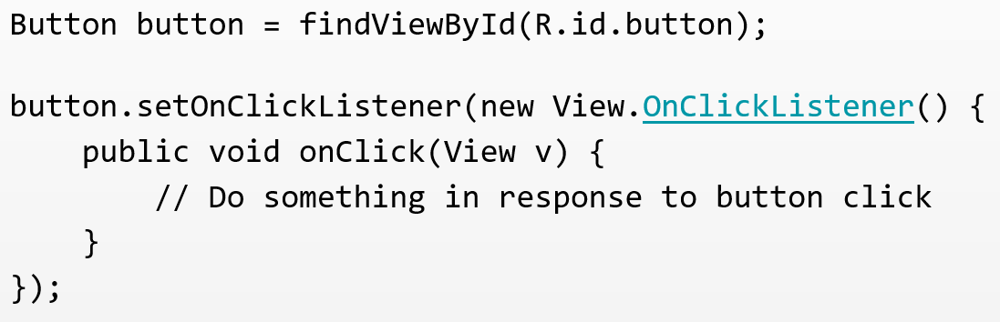 Button button = findViewById(R.id.button);
button.setOnClickListener(new View.OnClickListener() {
    public void onClick(View v) {
        // Do something in response to button click
    }
});